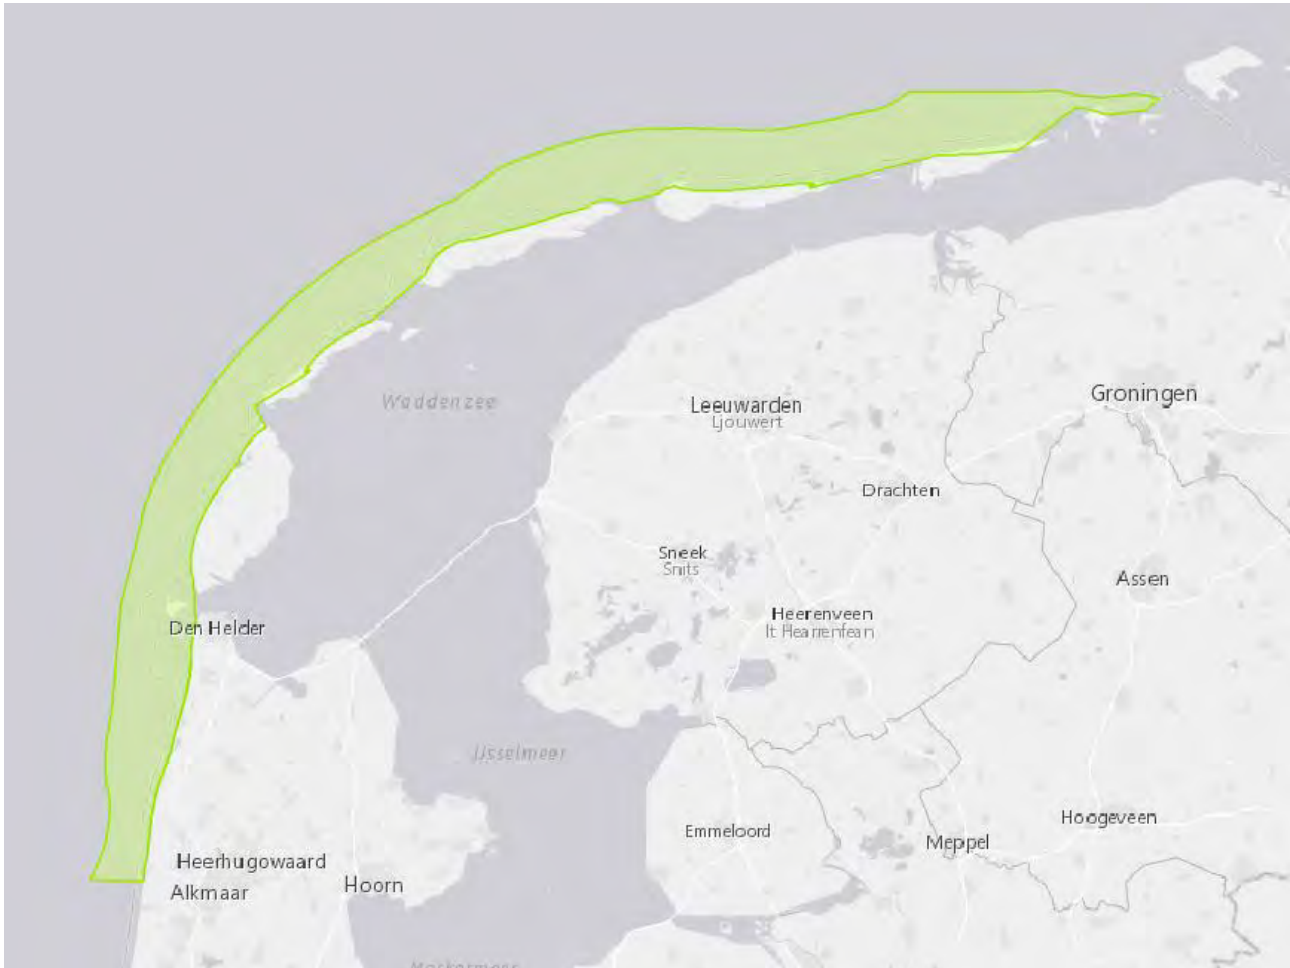 Waddenzee
Leeuwarden
Ljouwert
Groningen
Drachten
Sneek
Snits
Assen
Heerenveen
It Hearrenfean
Den Helder
IJsselmeer
Emmeloord
Hoogeveen
Meppel
Heerhugowaard
Alkmaar
Hoorn